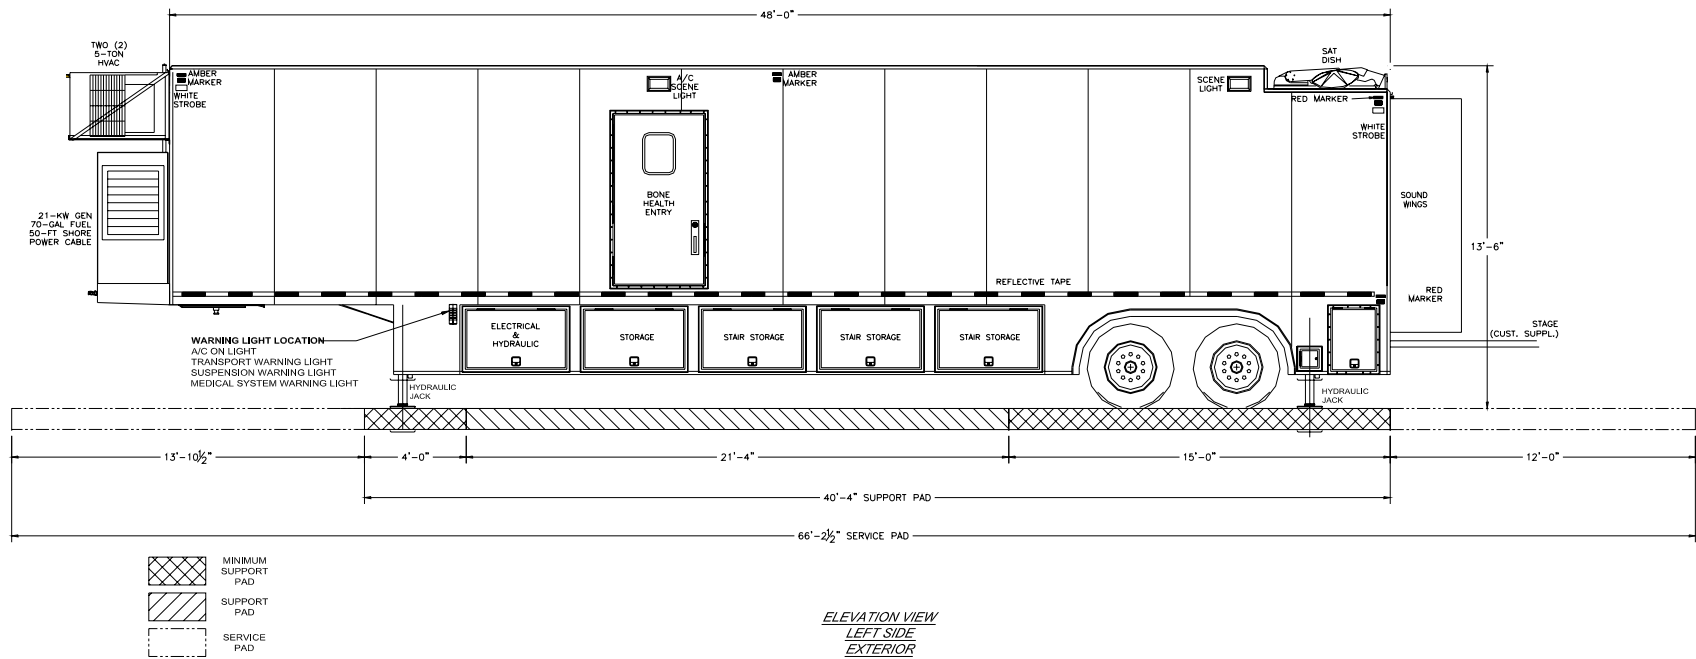 48'-0"
TWO (2)
5-TON
HVAC
AMBER
MARKER
WHITE
STROBE
A/C
SCENE
LIGHT
AMBER
MARKER
SCENE
LIGHT
SAT
DISH
RED MARKER
WHITE
STROBE
BONE
HEALTH
ENTRY
SOUND
WINGS
21-KW GEN
70-GAL FUEL
50-FT SHORE
POWER CABLE
13'-6"
REFLECTIVE TAPE
RED
MARKER
STAGE
(CUST. SUPPL.)
WARNING LIGHT LOCATION
A/C ON LIGHT
TRANSPORT WARNING LIGHT
SUSPENSION WARNING LIGHT
MEDICAL SYSTEM WARNING LIGHT
ELECTRICAL
&
HYDRAULIC
STORAGE
STAIR STORAGE
STAIR STORAGE
STAIR STORAGE
HYDRAULIC
JACK
HYDRAULIC
JACK
13'-10½"
4'-0"
21'-4"
15'-0"
12'-0"
40'-4" SUPPORT PAD
66'-2½" SERVICE PAD
MINIMUM
SUPPORT
PAD
SUPPORT
PAD
SERVICE
PAD
ELEVATION VIEW
LEFT SIDE
EXTERIOR